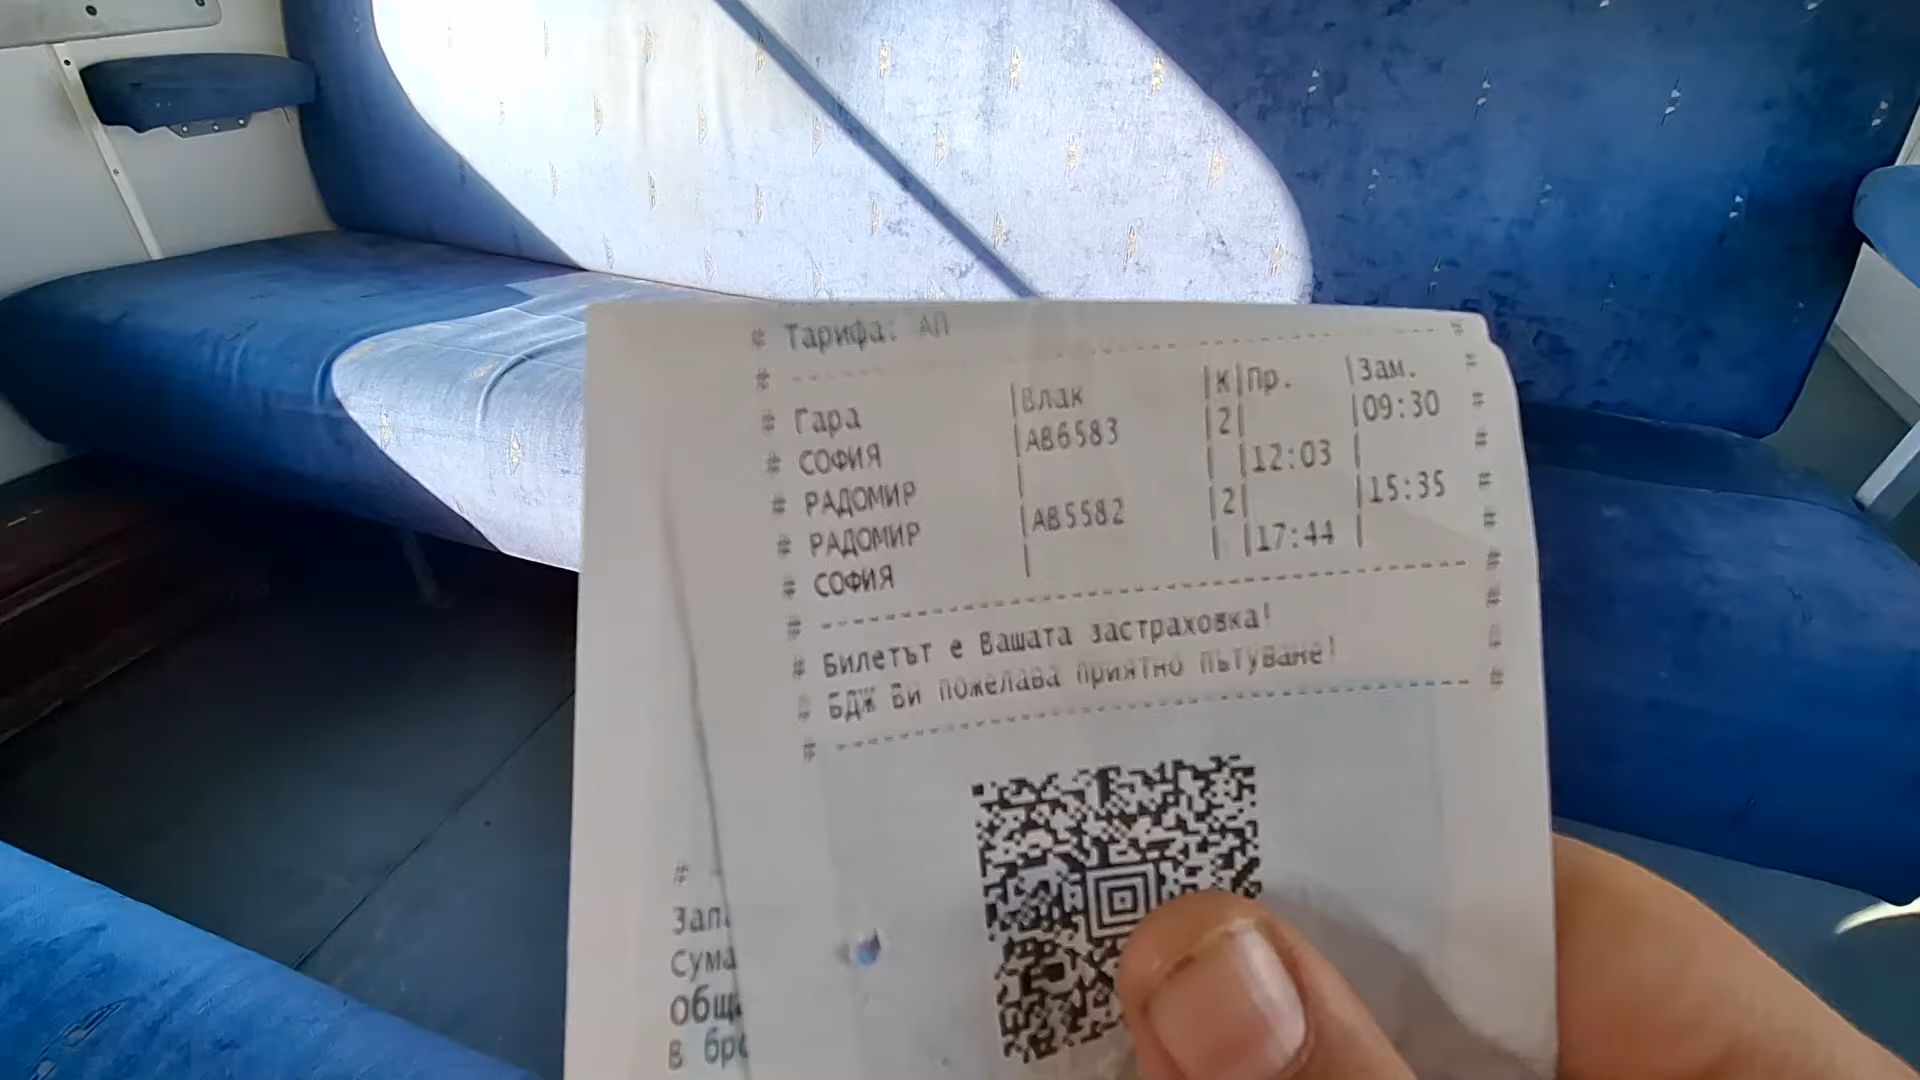 # Тарифа: АП #
# ------------------------------ #
# Гара |Влак |К|Пр. |Зам. #
# СОФИЯ |АВ6583 |2| |09:30 #
# РАДОМИР | | |12:03 | #
# РАДОМИР |АВ5582 |2| |15:35 #
# СОФИЯ | | |17:44 | #
# ------------------------------ #
# Билетът е Вашата застраховка! #
# БДЖ Ви пожелава приятно пътуване! #
# ------------------------------ #
# -
Сума
в